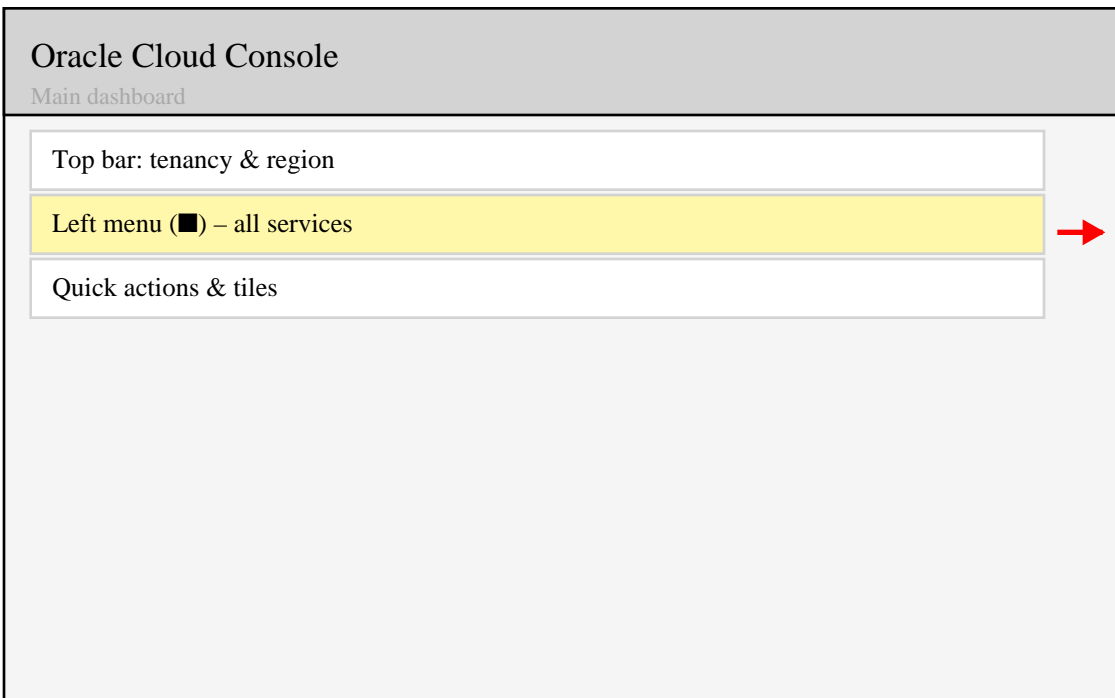 Oracle Cloud Console
Main dashboard
Top bar: tenancy & region
Left menu (■) – all services
Quick actions & tiles